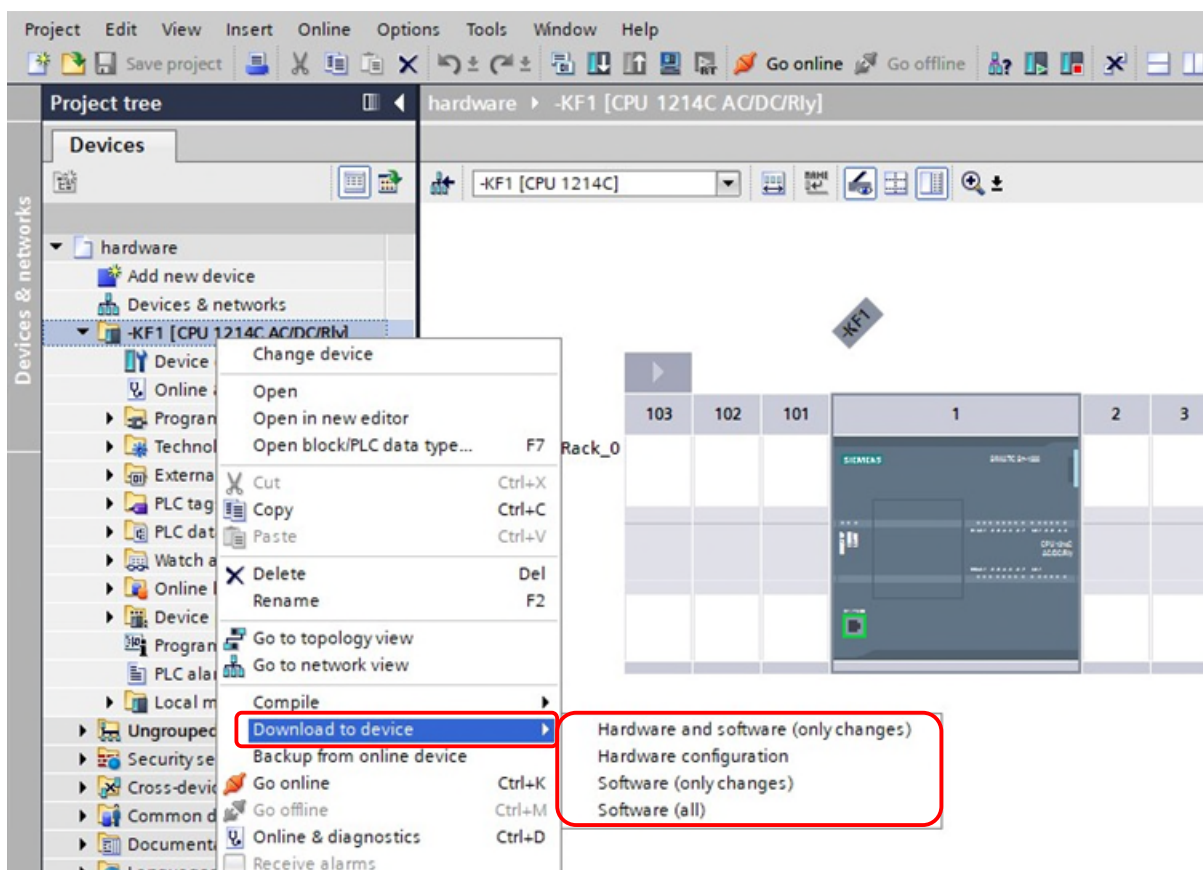 Project Edit View Insert Online Options Tools Window Help
Save project Go online Go offline
Project tree
hardware ▸ -KF1 [CPU 1214C AC/DC/Rly]
Devices
-KF1 [CPU 1214C]
Devices & networks
hardware
Add new device
Devices & networks
-KF1 [CPU 1214C AC/DC/Rly]
Device
Online
Program
Technol
Externa
PLC tag
PLC dat
Watch a
Online
Device
Program
PLC alar
Local m
Ungrouped
Security se
Cross-devic
Common d
Documenta
Change device
Open
Open in new editor
Open block/PLC data type... F7
Cut Ctrl+X
Copy Ctrl+C
Paste Ctrl+V
Delete Del
Rename F2
Go to topology view
Go to network view
Compile
Download to device
Backup from online device
Go online Ctrl+K
Go offline Ctrl+M
Online & diagnostics Ctrl+D
Receive alarms
Hardware and software (only changes)
Hardware configuration
Software (only changes)
Software (all)
-KF1
103 102 101 1 2 3
Rack_0
SIEMENS